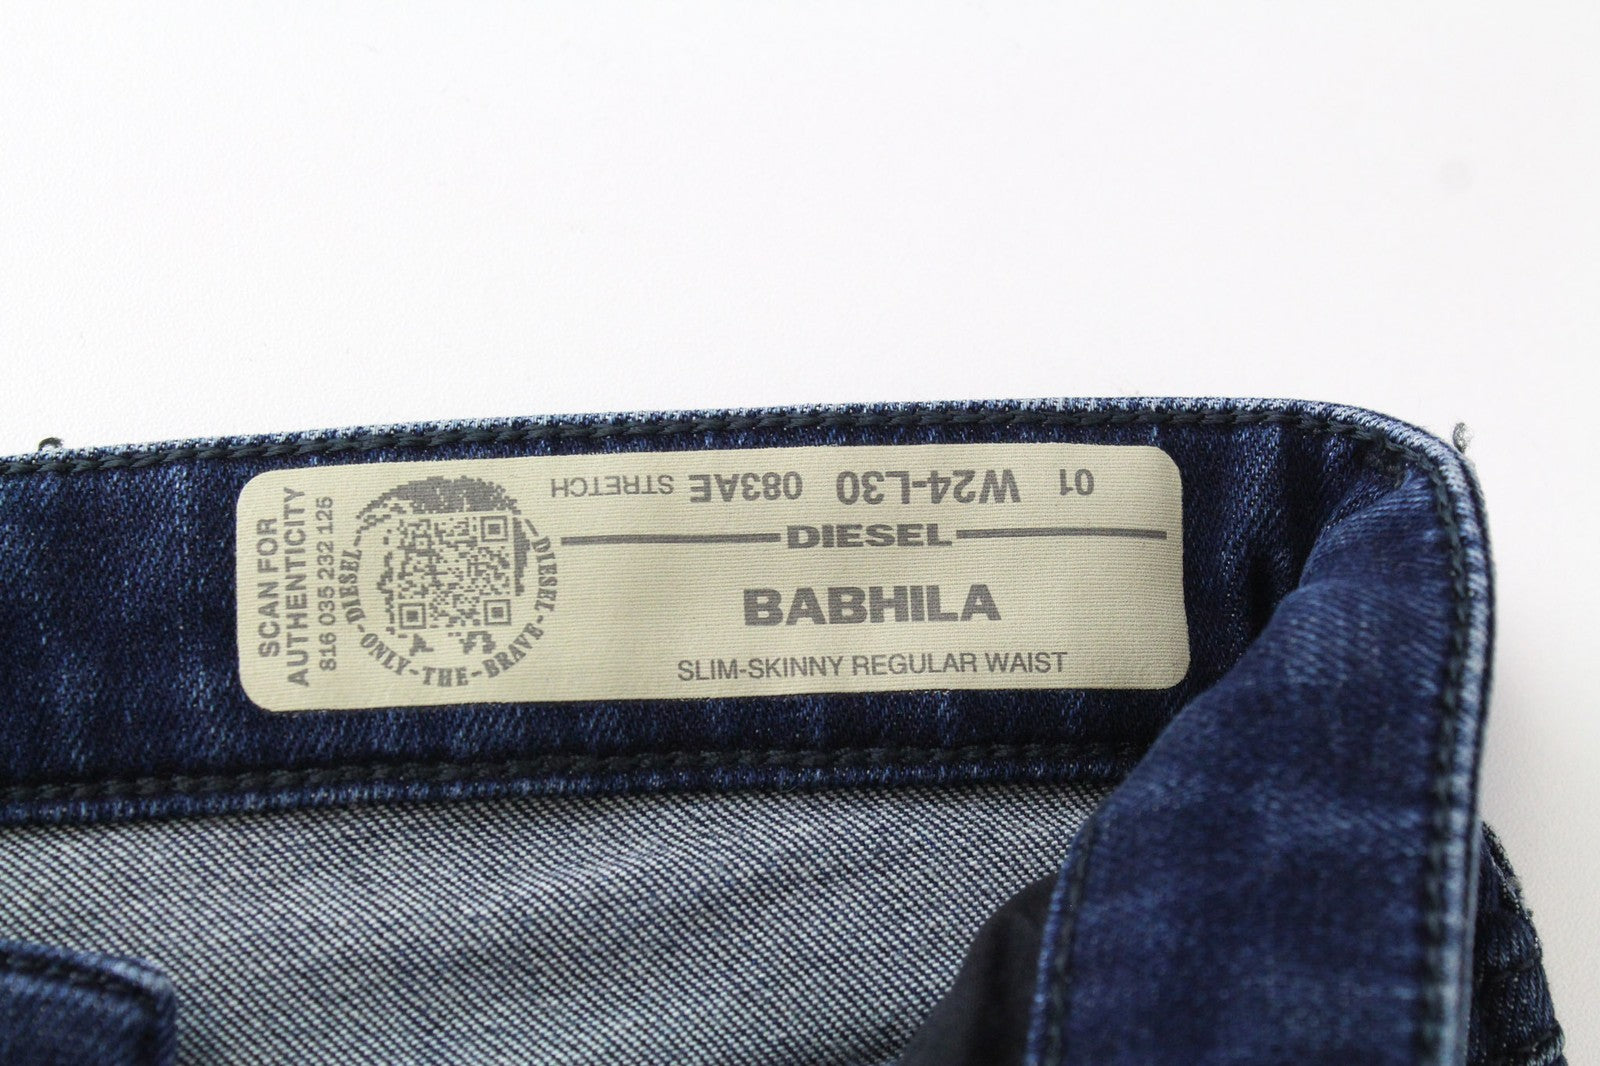 SCAN FOR
AUTHENTICITY
816 035 232 125
DIESEL-ONLY-THE-BRAVE-DIESEL
01 W24-L30 083AE STRETCH
DIESEL
BABHILA
SLIM-SKINNY REGULAR WAIST